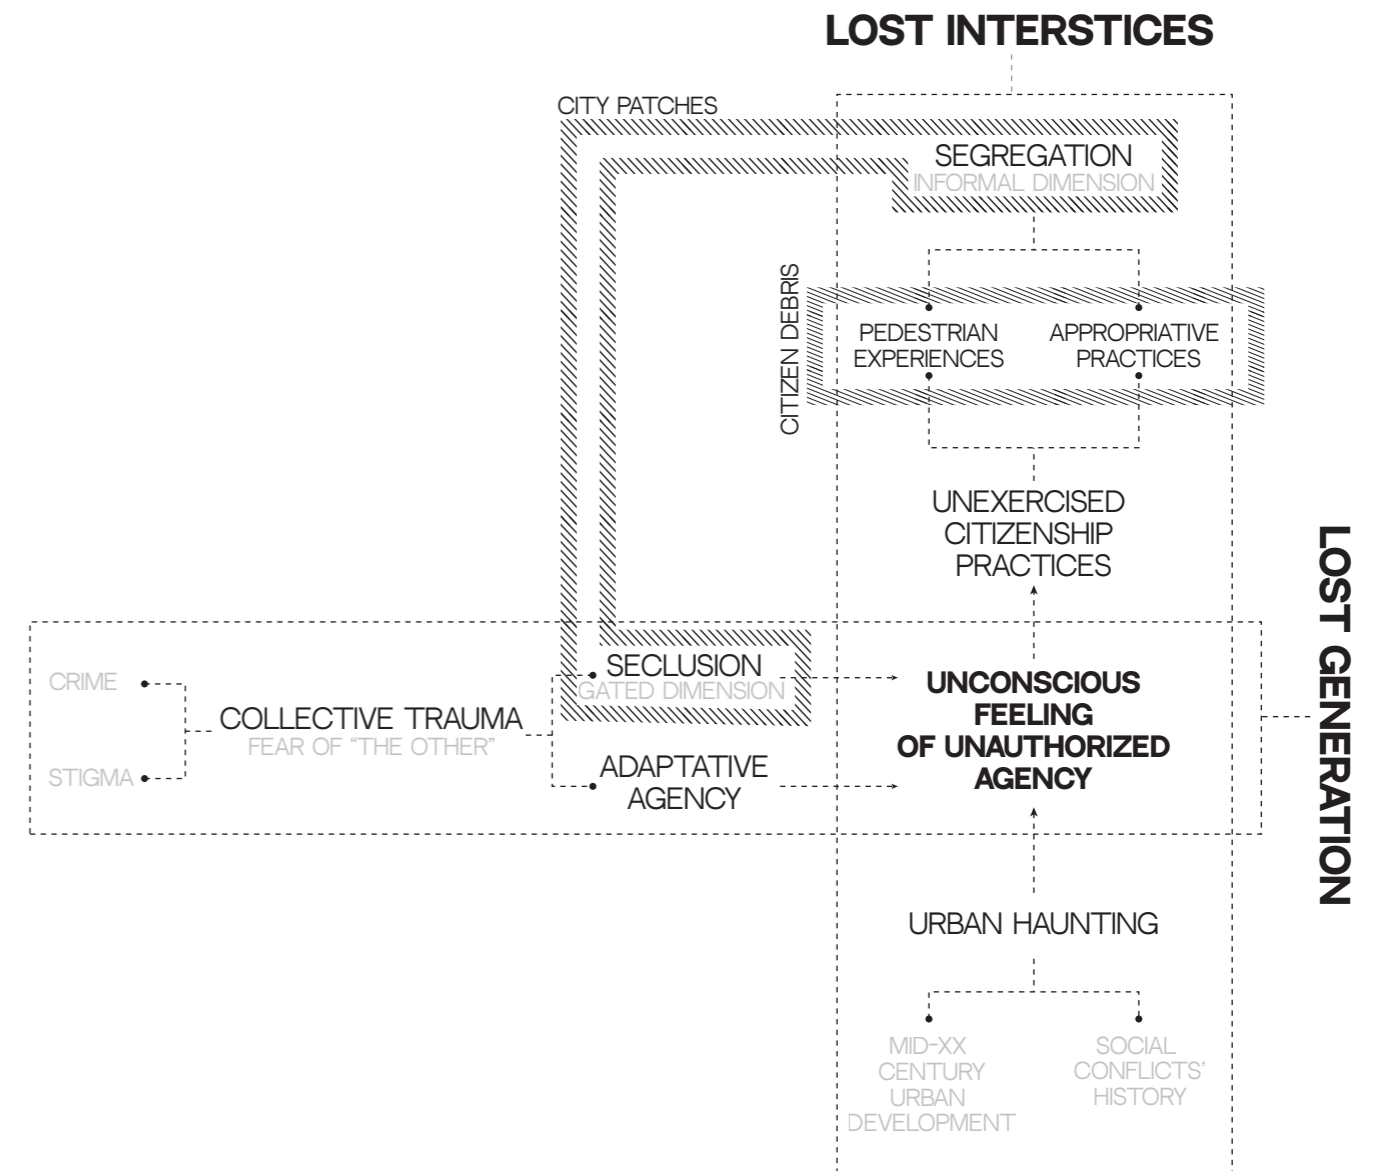 LOST INTERSTICES
CITY PATCHES
SEGREGATION
INFORMAL DIMENSION
CITIZEN DEBRIS
PEDESTRIAN
EXPERIENCES
APPROPRIATIVE
PRACTICES
UNEXERCISED
CITIZENSHIP
PRACTICES
LOST GENERATION
CRIME
STIGMA
COLLECTIVE TRAUMA
FEAR OF “THE OTHER”
SECLUSION
GATED DIMENSION
ADAPTATIVE
AGENCY
UNCONSCIOUS
FEELING
OF UNAUTHORIZED
AGENCY
URBAN HAUNTING
MID-XX
CENTURY
URBAN
DEVELOPMENT
SOCIAL
CONFLICTS’
HISTORY